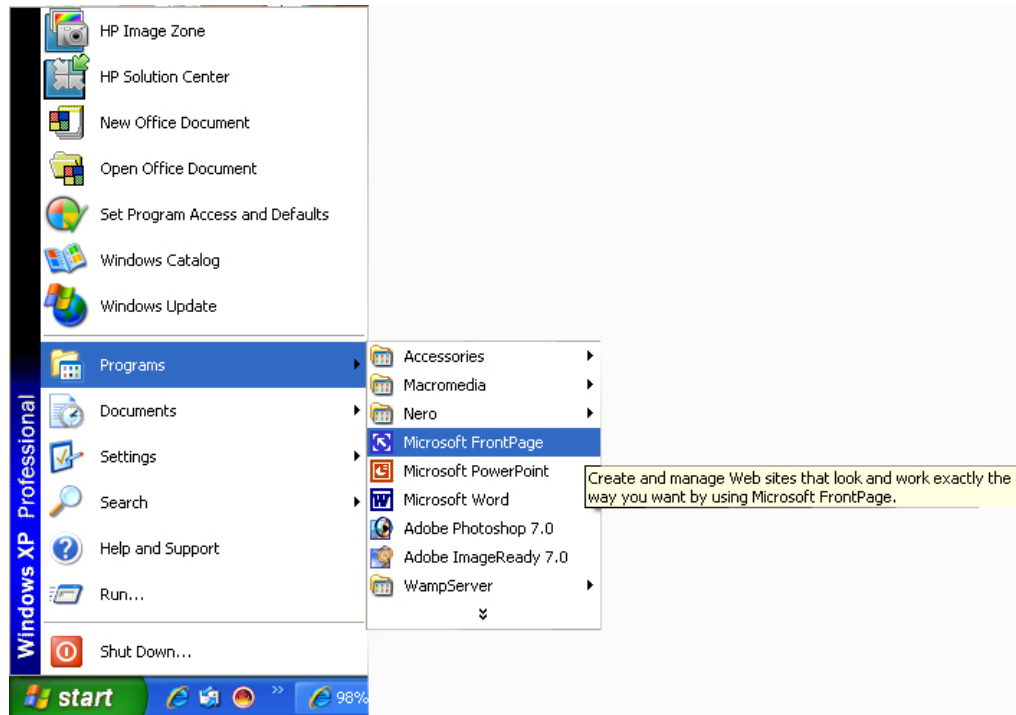 HP Image Zone
HP Solution Center
New Office Document
Open Office Document
Set Program Access and Defaults
Windows Catalog
Windows Update
Programs
Documents
Settings
Search
Help and Support
Run...
Shut Down...
Windows XP Professional
Accessories
Macromedia
Nero
Microsoft FrontPage
Microsoft PowerPoint
Microsoft Word
Adobe Photoshop 7.0
Adobe ImageReady 7.0
WampServer
Create and manage Web sites that look and work exactly the
way you want by using Microsoft FrontPage.
start
98%